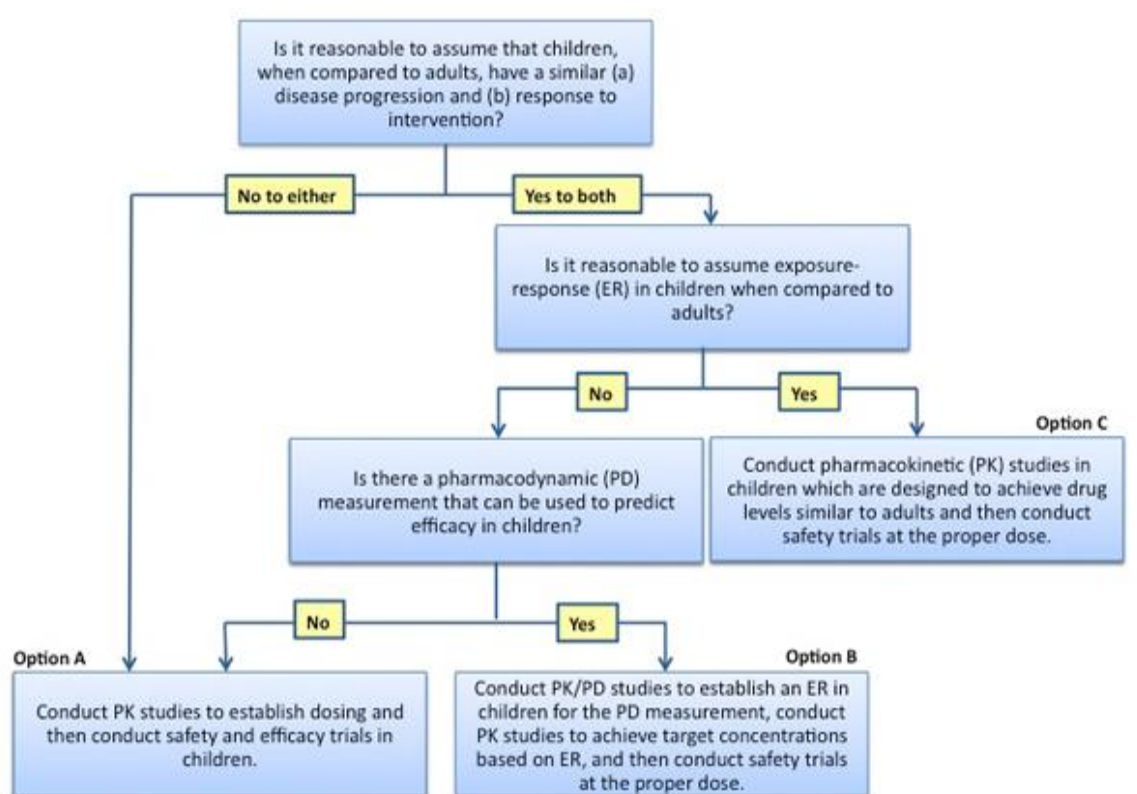 Is it reasonable to assume that children,
when compared to adults, have a similar (a)
disease progression and (b) response to
intervention?
No to either
Yes to both
Is it reasonable to assume exposure-
response (ER) in children when compared to
adults?
No
Yes
Option C
Is there a pharmacodynamic (PD)
measurement that can be used to predict
efficacy in children?
Conduct pharmacokinetic (PK) studies in
children which are designed to achieve drug
levels similar to adults and then conduct
safety trials at the proper dose.
No
Yes
Option A
Option B
Conduct PK studies to establish dosing and
then conduct safety and efficacy trials in
children.
Conduct PK/PD studies to establish an ER in
children for the PD measurement, conduct
PK studies to achieve target concentrations
based on ER, and then conduct safety trials
at the proper dose.